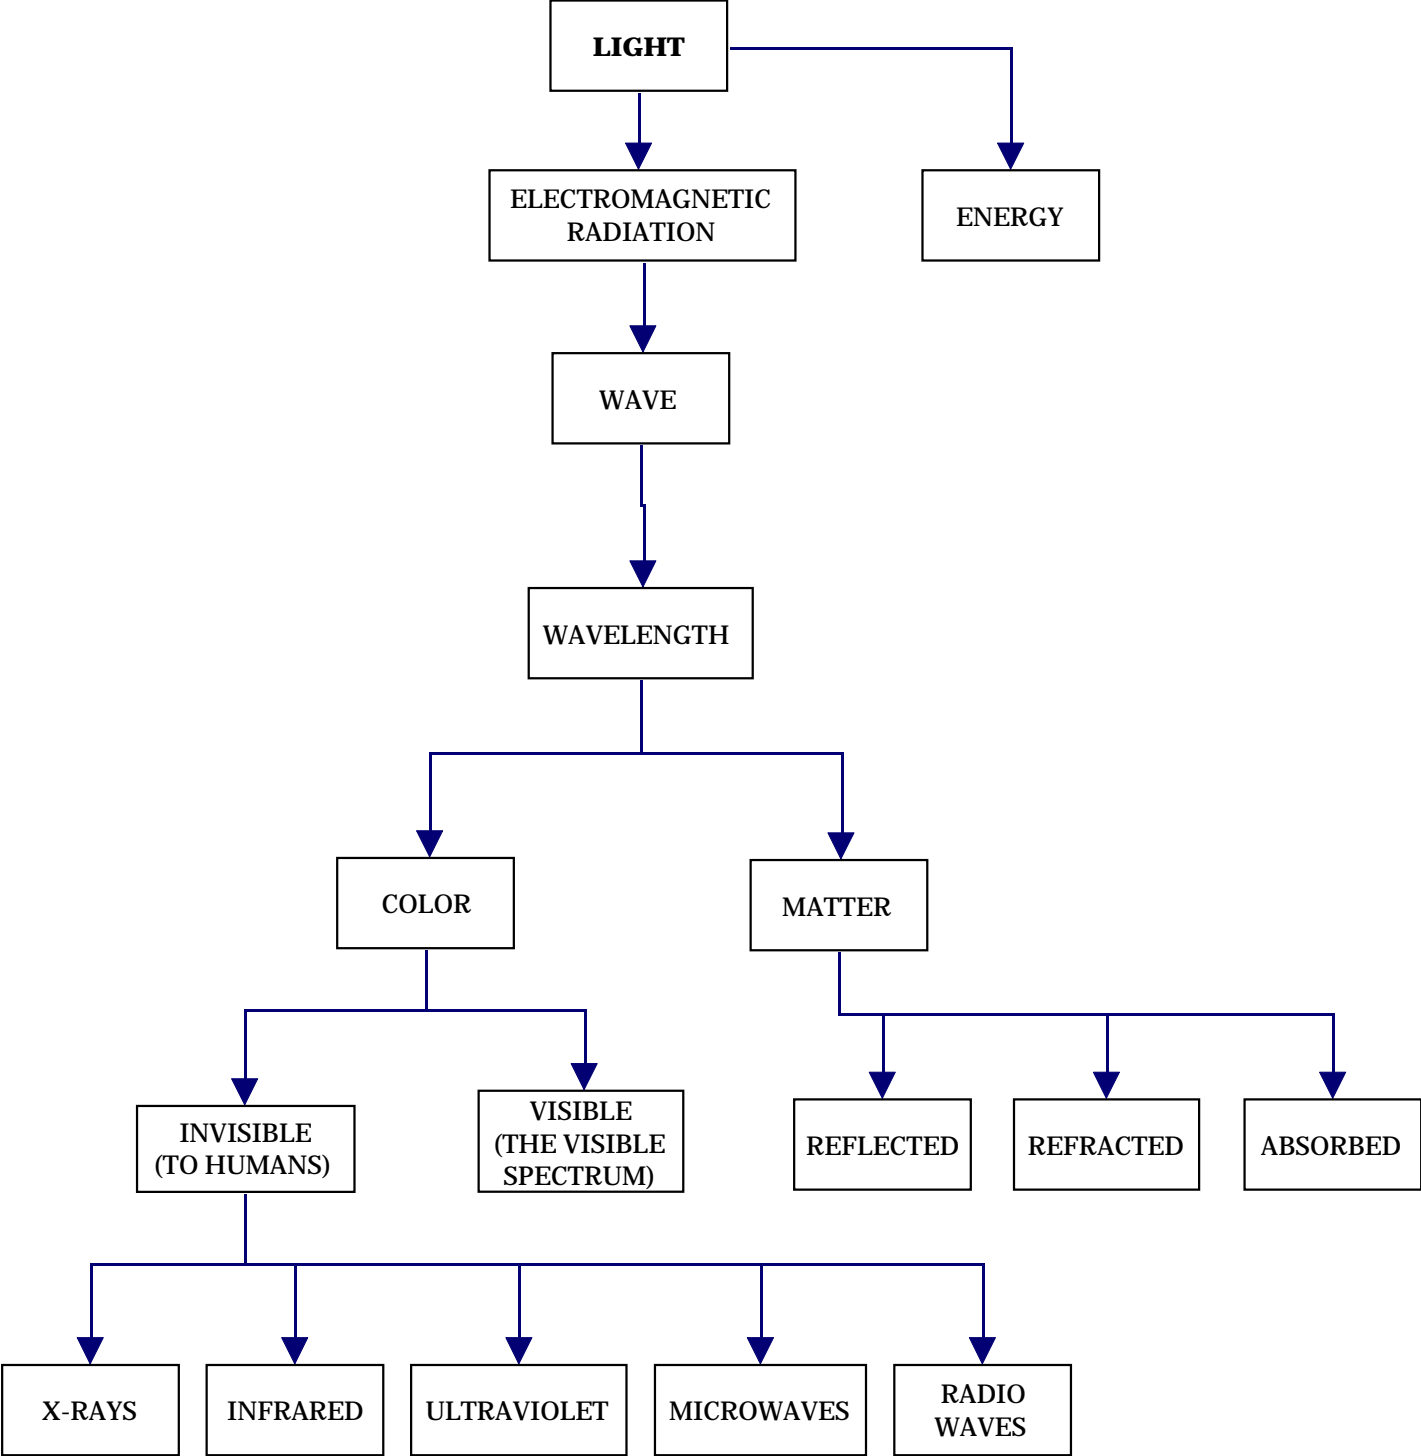 LIGHT
ELECTROMAGNETIC
RADIATION
ENERGY
WAVE
WAVELENGTH
COLOR
MATTER
INVISIBLE
(TO HUMANS)
VISIBLE
(THE VISIBLE
SPECTRUM)
REFLECTED
REFRACTED
ABSORBED
X-RAYS
INFRARED
ULTRAVIOLET
MICROWAVES
RADIO
WAVES